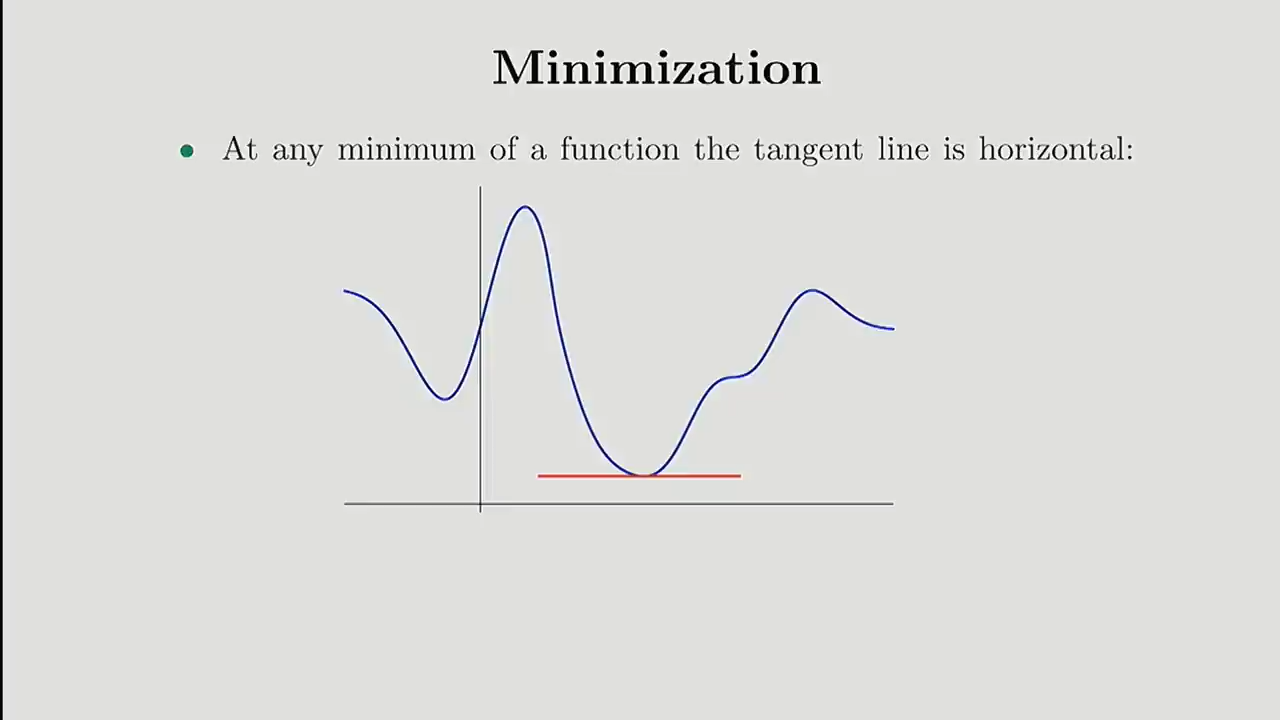 Minimization
• At any minimum of a function the tangent line is horizontal: